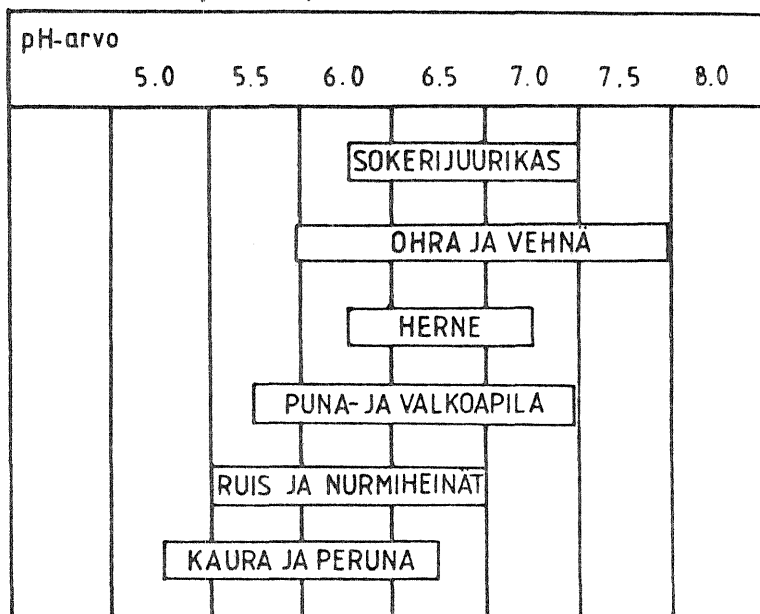 pH-arvo
5.0 5.5 6.0 6.5 7.0 7.5 8.0
SOKERIJUURIKAS
OHRA JA VEHNÄ
HERNE
PUNA- JA VALKOAPILA
RUIS JA NURMIHEINÄT
KAURA JA PERUNA